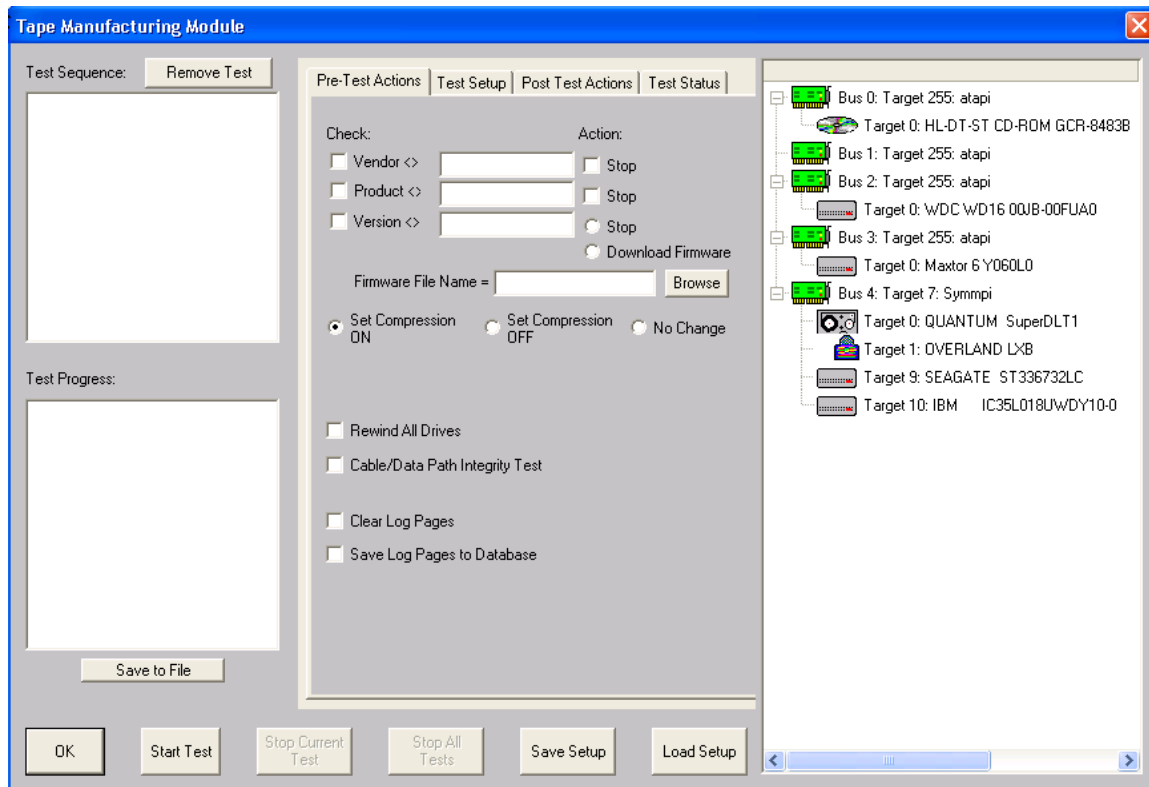 Tape Manufacturing Module
Test Sequence:
Remove Test
Test Progress:
Save to File
Pre-Test Actions
Test Setup
Post Test Actions
Test Status
Check:
Action:
Vendor <>
Stop
Product <>
Stop
Version <>
Stop
Download Firmware
Firmware File Name =
Browse
Set Compression
ON
Set Compression
OFF
No Change
Rewind All Drives
Cable/Data Path Integrity Test
Clear Log Pages
Save Log Pages to Database
Bus 0: Target 255: atapi
Target 0: HL-DT-ST CD-ROM GCR-8483B
Bus 1: Target 255: atapi
Bus 2: Target 255: atapi
Target 0: WDC WD16 00JB-00FUA0
Bus 3: Target 255: atapi
Target 0: Maxtor 6 Y060L0
Bus 4: Target 7: Symmpi
Target 0: QUANTUM SuperDLT1
Target 1: OVERLAND LXB
Target 9: SEAGATE ST336732LC
Target 10: IBM IC35L018UWDY10-0
OK
Start Test
Stop Current
Test
Stop All
Tests
Save Setup
Load Setup